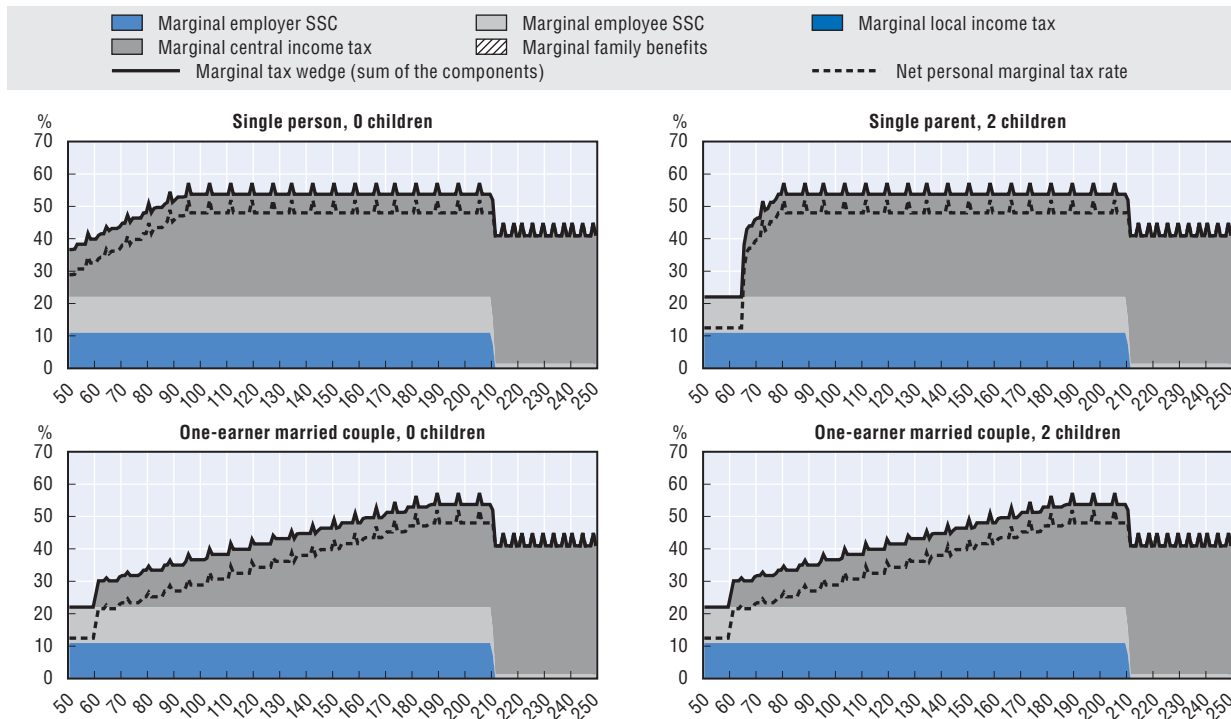 Marginal employer SSC Marginal employee SSC Marginal local income tax
Marginal central income tax Marginal family benefits
Marginal tax wedge (sum of the components) Net personal marginal tax rate
% Single person, 0 children
70
60
50
40
30
20
10
0
50 60 70 80 90 100 110 120 130 140 150 160 170 180 190 200 210 220 230 240 250
% Single parent, 2 children
70
60
50
40
30
20
10
0
50 60 70 80 90 100 110 120 130 140 150 160 170 180 190 200 210 220 230 240 250
% One-earner married couple, 0 children
70
60
50
40
30
20
10
0
50 60 70 80 90 100 110 120 130 140 150 160 170 180 190 200 210 220 230 240 250
% One-earner married couple, 2 children
70
60
50
40
30
20
10
0
50 60 70 80 90 100 110 120 130 140 150 160 170 180 190 200 210 220 230 240 250